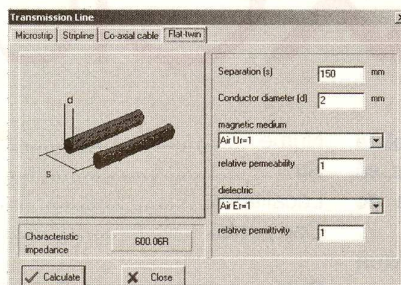 Transmission Line
Microstrip Stripline Co-axial cable Flat-twin
d
s
Separation (s) 150 mm
Conductor diameter (d) 2 mm
magnetic medium
Air Ur=1
relative permeability 1
dielectric
Air Er=1
relative permittivity 1
Characteristic impedance 600.06R
Calculate Close